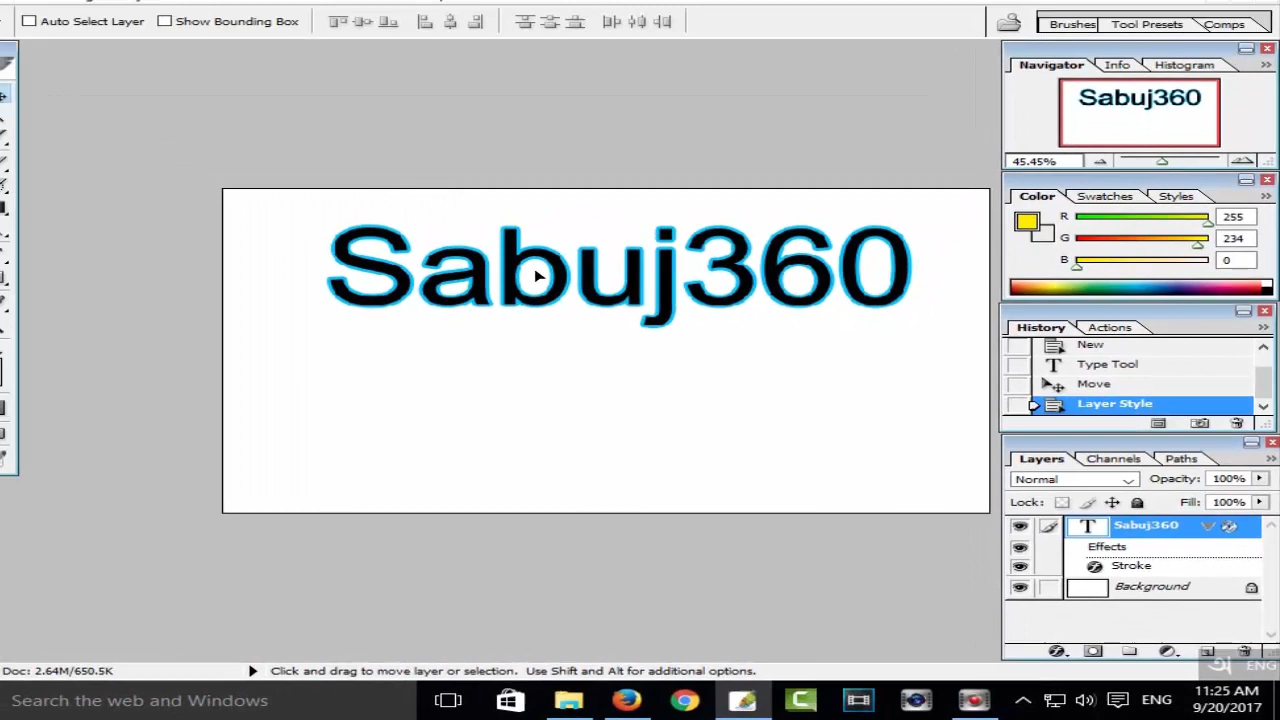 Auto Select Layer Show Bounding Box Brushes Tool Presets Comps
Navigator Info Histogram
Sabuj360
45.45%
Color Swatches Styles
R 255
G 234
B 0
Sabuj360
History Actions
New
Type Tool
Move
Layer Style
Layers Channels Paths
Normal Opacity: 100%
Lock: Fill: 100%
T Sabuj360
Effects
Stroke
Background
Doc: 2.64M/650.5K Click and drag to move layer or selection. Use Shift and Alt for additional options.
অ ENG
Search the web and Windows ENG 11:25 AM
9/20/2017